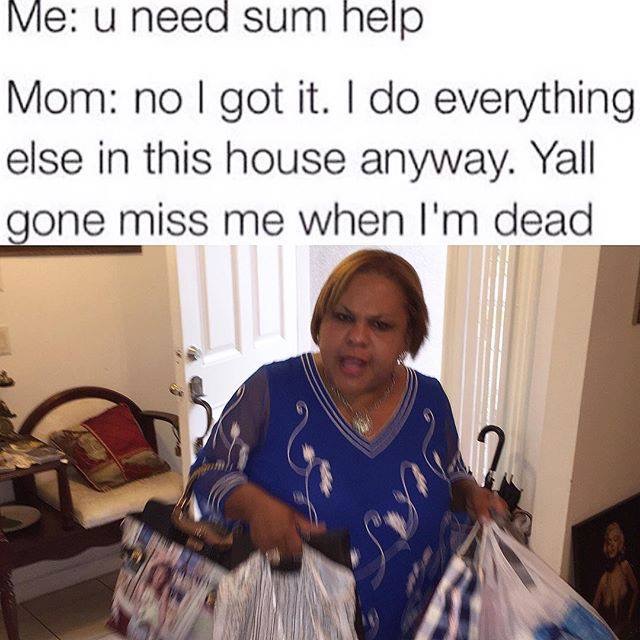 Me: u need sum help
Mom: no I got it. I do everything
else in this house anyway. Yall
gone miss me when I'm dead